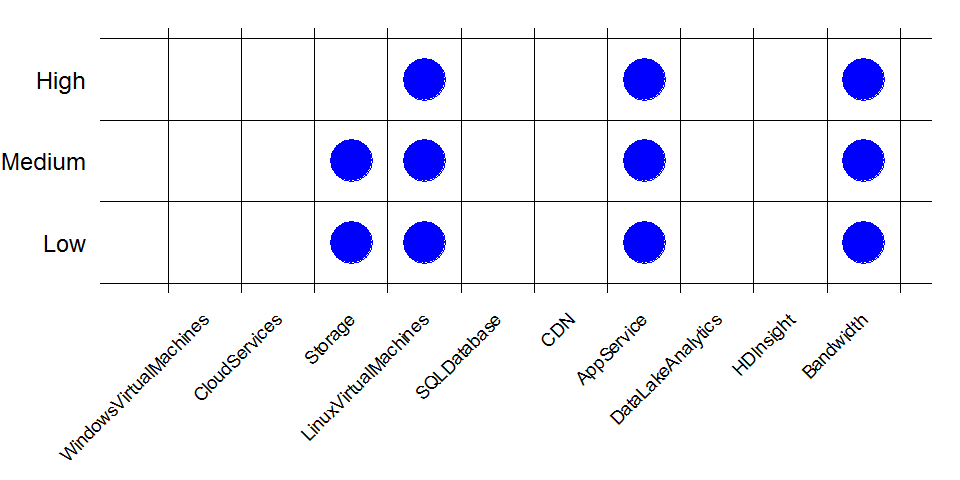 High
Medium
Low
WindowsVirtualMachines
CloudServices
Storage
LinuxVirtualMachines
SQLDatabase
CDN
AppService
DataLakeAnalytics
HDInsight
Bandwidth